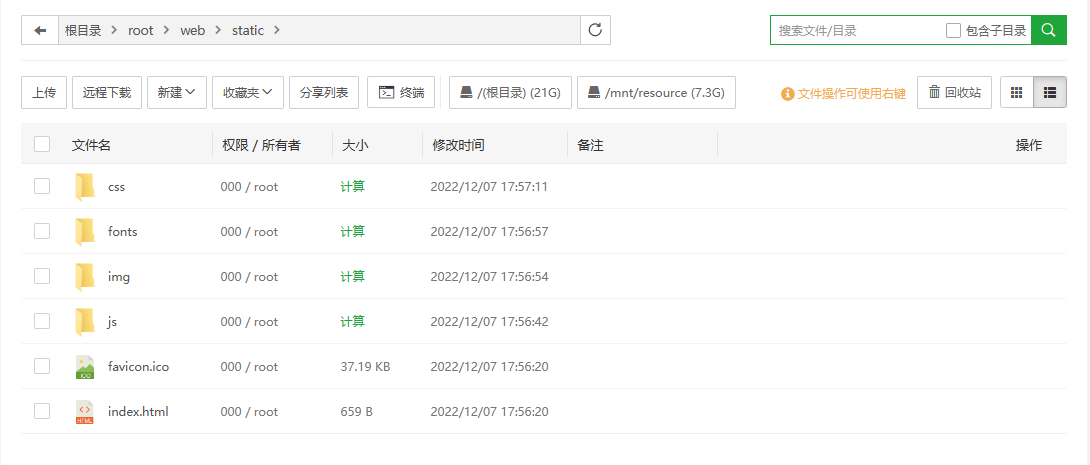 根目录 > root > web > static >
搜索文件/目录 包含子目录
上传 远程下载 新建 收藏夹 分享列表 终端 /(根目录) (21G) /mnt/resource (7.3G) 文件操作可使用右键 回收站
文件名 权限 / 所有者 大小 修改时间 备注 操作
css 000 / root 计算 2022/12/07 17:57:11
fonts 000 / root 计算 2022/12/07 17:56:57
img 000 / root 计算 2022/12/07 17:56:54
js 000 / root 计算 2022/12/07 17:56:42
ICO favicon.ico 000 / root 37.19 KB 2022/12/07 17:56:20
HTML index.html 000 / root 659 B 2022/12/07 17:56:20